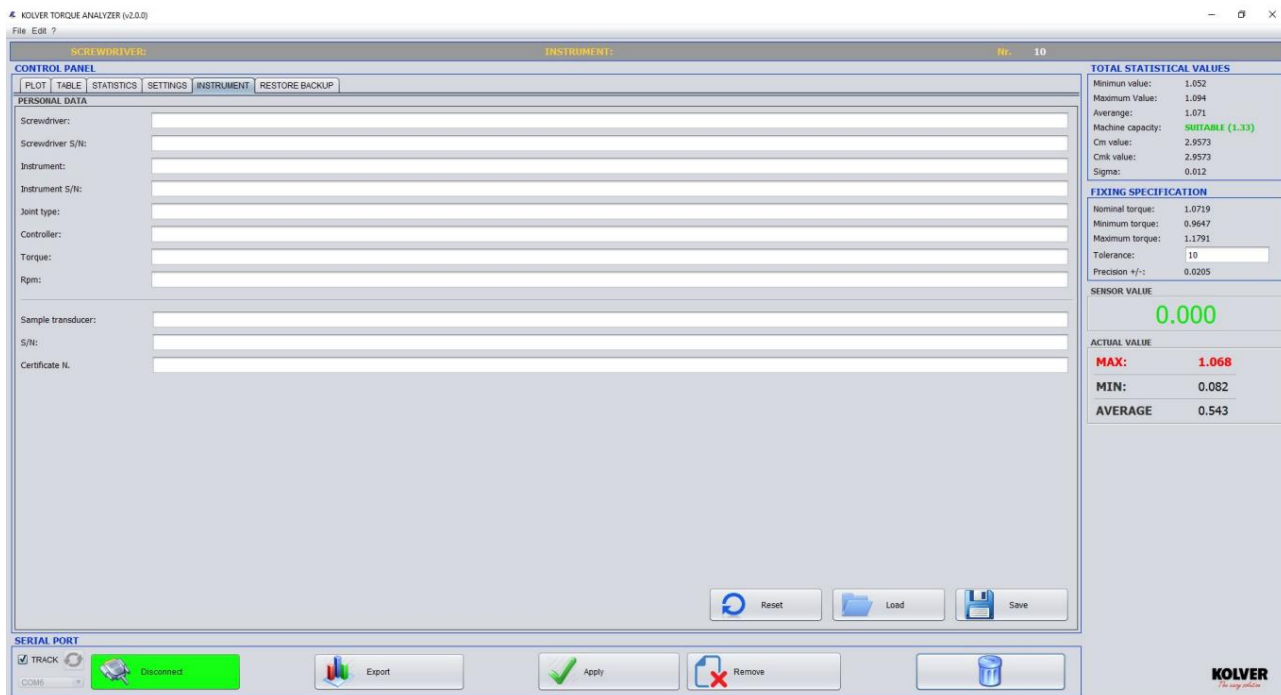 KOLVER TORQUE ANALYZER (v2.0.0)
File Edit ?
SCREWDRIVER: INSTRUMENT: Nr. 10
CONTROL PANEL
PLOT TABLE STATISTICS SETTINGS INSTRUMENT RESTORE BACKUP
PERSONAL DATA
Screwdriver:
Screwdriver S/N:
Instrument:
Instrument S/N:
Joint type:
Controller:
Torque:
Rpm:
Sample transducer:
S/N:
Certificate N.
Reset Load Save
TOTAL STATISTICAL VALUES
Minimun value: 1.052
Maximum Value: 1.094
Averange: 1.071
Machine capacity: SUITABLE (1.33)
Cm value: 2.9573
Cmk value: 2.9573
Sigma: 0.012
FIXING SPECIFICATION
Nominal torque: 1.0719
Minimum torque: 0.9647
Maximum torque: 1.1791
Tolerance: 10
Precision +/-: 0.0205
SENSOR VALUE
0.000
ACTUAL VALUE
MAX: 1.068
MIN: 0.082
AVERAGE 0.543
SERIAL PORT
TRACK
COM6
Disconnect Export Apply Remove
KOLVER
The easy solution